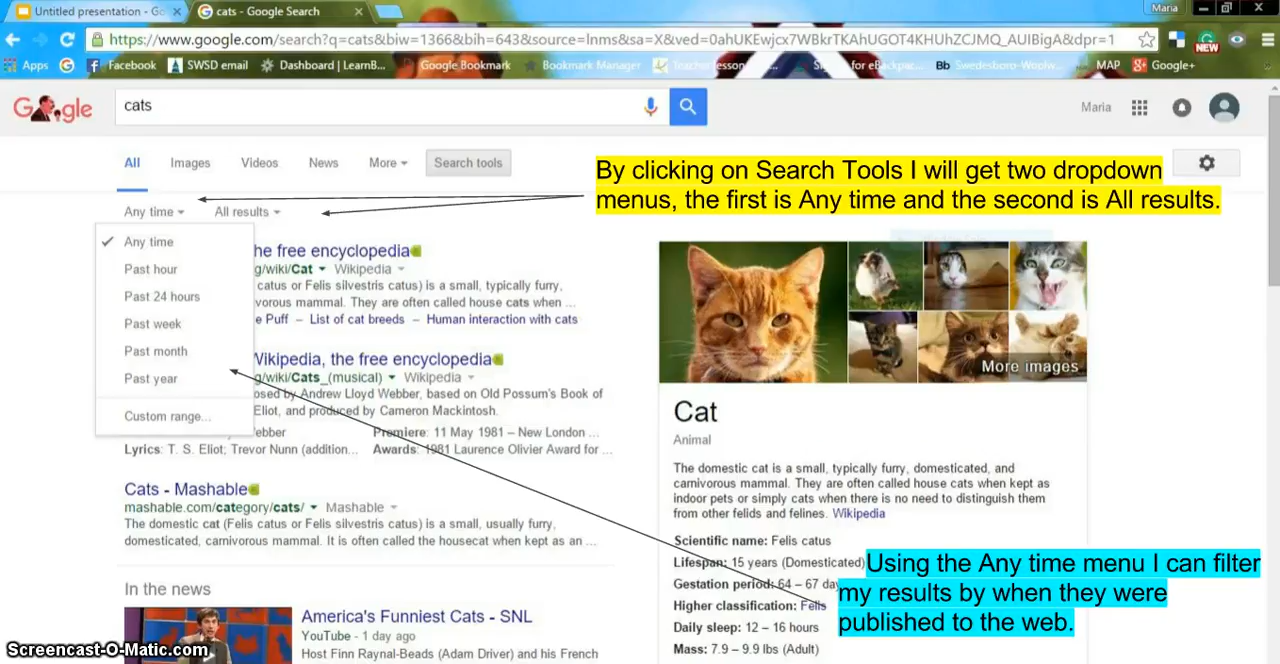 Untitled presentation - Go
cats - Google Search
Maria
https://www.google.com/search?q=cats&biw=1366&bih=643&source=lnms&sa=X&ved=0ahUKEwjcx7WBkrTKAhUGOT4KHUhZCJMQ_AUIBigA&dpr=1
NEW
Apps
Facebook
SWSD email
Dashboard | LearnB...
Google Bookmark
Bookmark Manager
for eBackpac...
Bb Swedesboro-Woolw...
MAP
Google+
Google
cats
Maria
All
Images
Videos
News
More
Search tools
By clicking on Search Tools I will get two dropdown
menus, the first is Any time and the second is All results.
Any time
All results
Any time
Past hour
Past 24 hours
Past week
Past month
Past year
Custom range...
he free encyclopedia
g/wiki/Cat Wikipedia
catus or Felis silvestris catus) is a small, typically furry,
vorous mammal. They are often called house cats when ...
e Puff - List of cat breeds - Human interaction with cats
Wikipedia, the free encyclopedia
g/wiki/Cats_(musical) Wikipedia
osed by Andrew Lloyd Webber, based on Old Possum's Book of
Eliot, and produced by Cameron Mackintosh.
ebber Premiere: 11 May 1981 – New London ...
Lyrics: T. S. Eliot; Trevor Nunn (addition... Awards: 1981 Laurence Olivier Award for ...
Cats - Mashable
mashable.com/category/cats/ Mashable
The domestic cat (Felis catus or Felis silvestris catus) is a small, usually furry,
domesticated, carnivorous mammal. It is often called the housecat when kept as an ...
In the news
America's Funniest Cats - SNL
YouTube - 1 day ago
Host Finn Raynal-Beads (Adam Driver) and his French
More images
Cat
Animal
The domestic cat is a small, typically furry, domesticated, and
carnivorous mammal. They are often called house cats when kept as
indoor pets or simply cats when there is no need to distinguish them
from other felids and felines. Wikipedia
Scientific name: Felis catus
Lifespan: 15 years (Domesticated)
Gestation period: 64 – 67 day
Higher classification: Felis
Daily sleep: 12 – 16 hours
Mass: 7.9 – 9.9 lbs (Adult)
Using the Any time menu I can filter
my results by when they were
published to the web.
Screencast-O-Matic.com